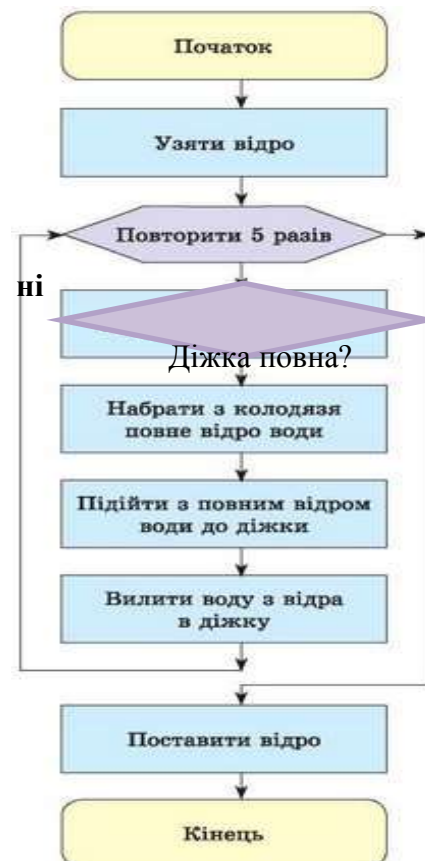 Початок
Узяти відро
Повторити 5 разів
ні
Діжка повна?
Набрати з колодязя
повне відро води
Підійти з повним відром
води до діжки
Вилити воду з відра
в діжку
Поставити відро
Кінець